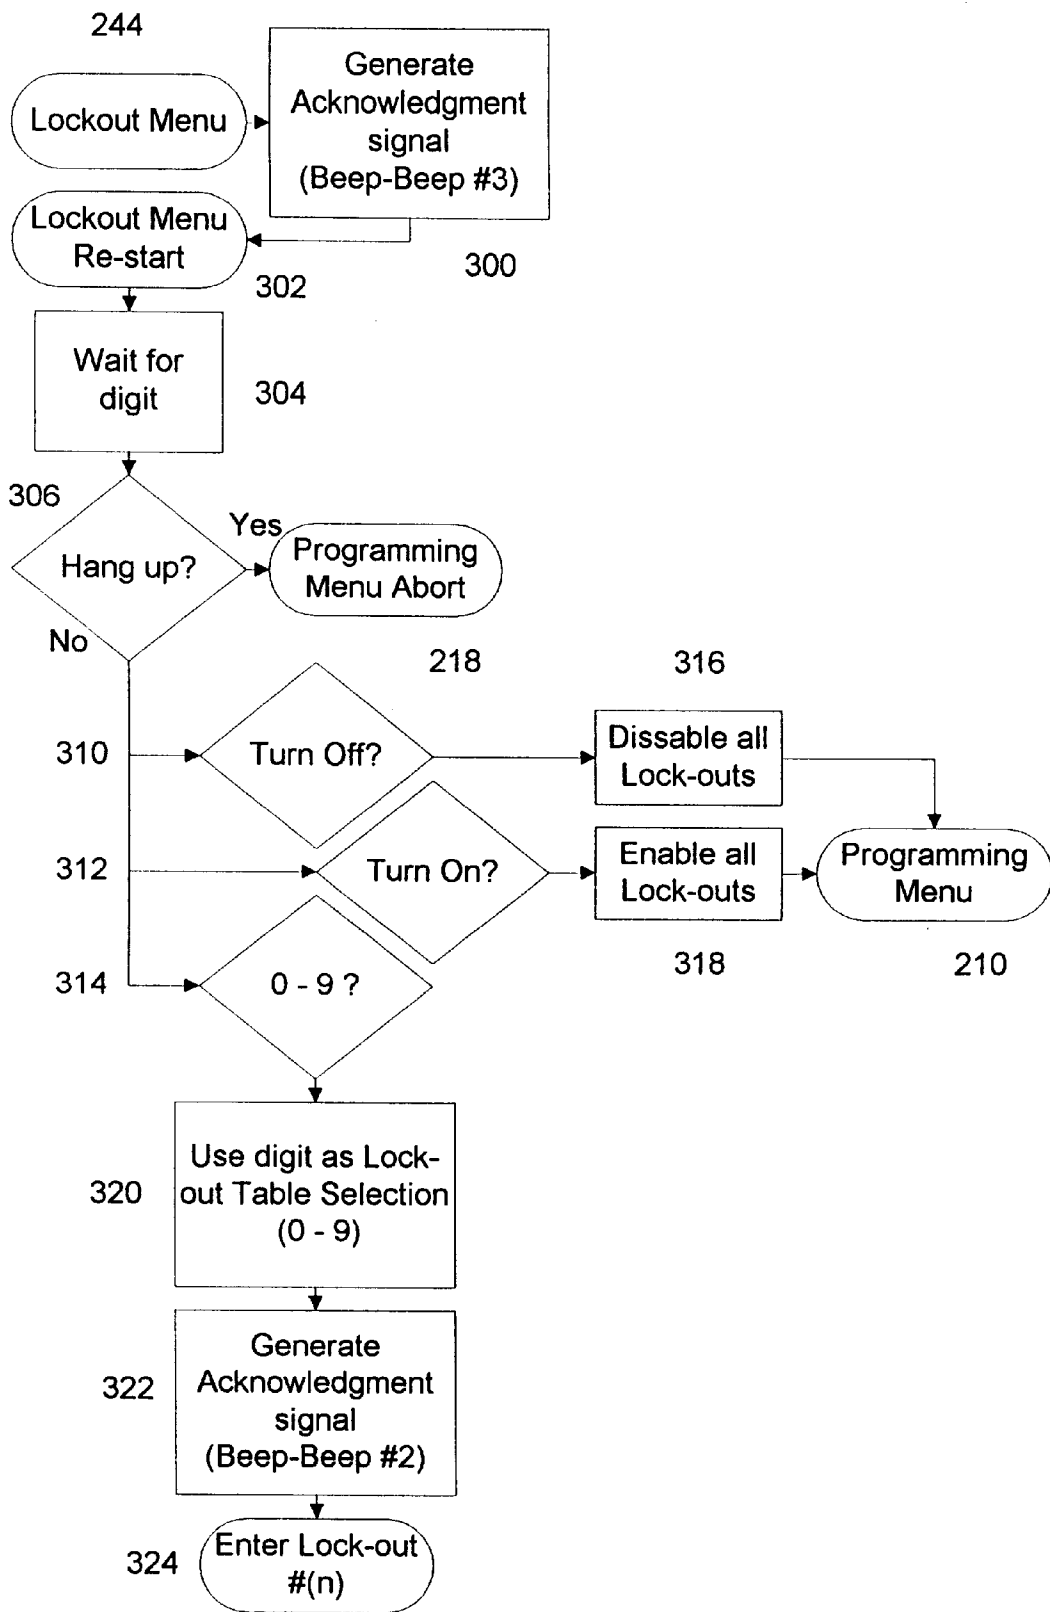 244
Lockout Menu
Generate
Acknowledgment
signal
(Beep-Beep #3)
300
Lockout Menu
Re-start
302
Wait for
digit
304
306
Hang up?
Yes
Programming
Menu Abort
218
No
310
Turn Off?
316
Dissable all
Lock-outs
312
Turn On?
Enable all
Lock-outs
318
Programming
Menu
210
314
0 - 9 ?
320
Use digit as Lock-
out Table Selection
(0 - 9)
322
Generate
Acknowledgment
signal
(Beep-Beep #2)
324
Enter Lock-out
#(n)